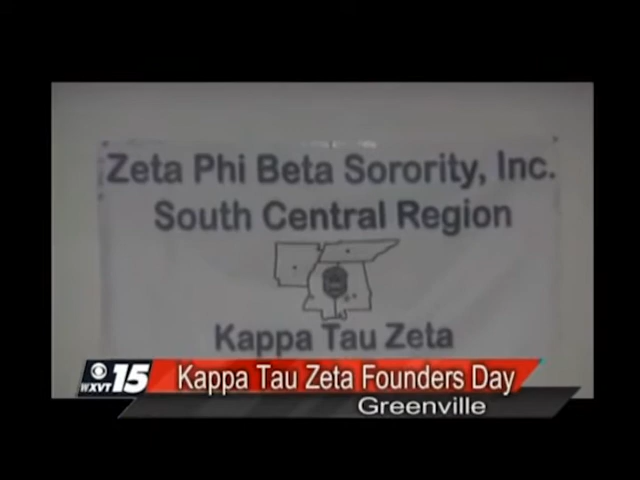 Zeta Phi Beta Sorority, Inc.
South Central Region
Kappa Tau Zeta
WXVT 15 Kappa Tau Zeta Founders Day
Greenville